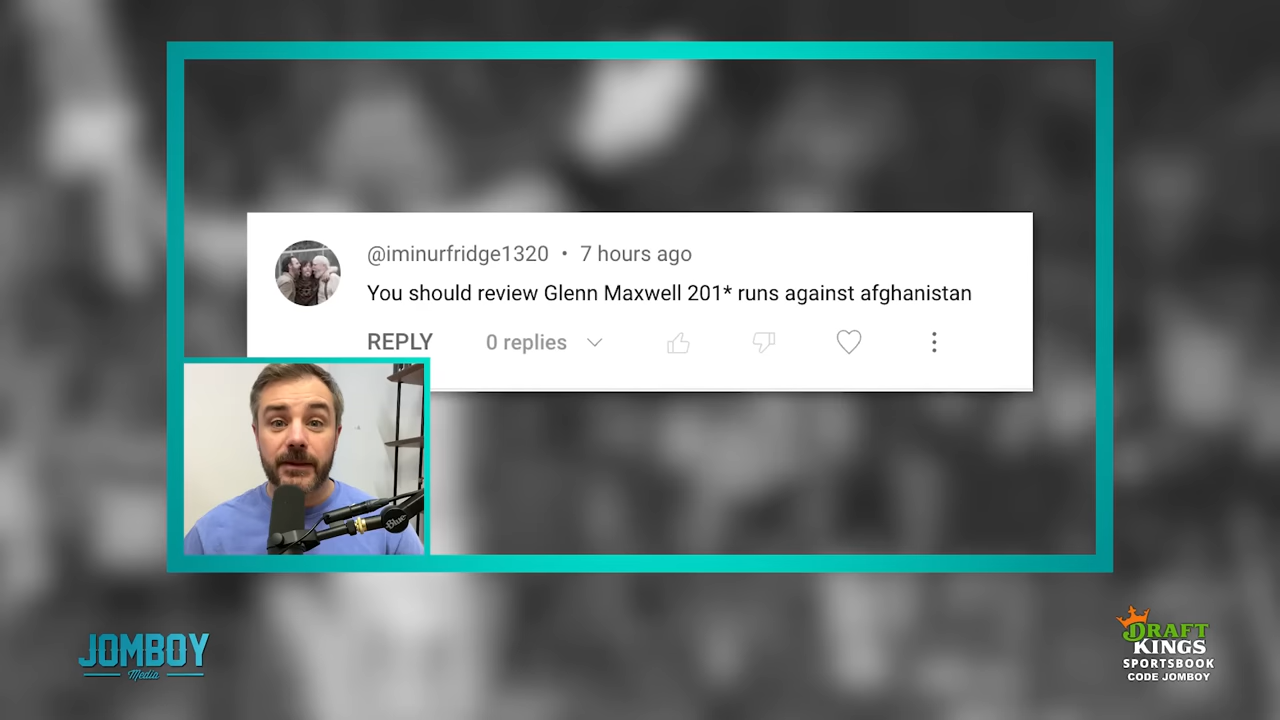 @iminurfridge1320 • 7 hours ago
You should review Glenn Maxwell 201* runs against afghanistan
REPLY 0 replies
Blue
JOMBOY
Media
DRAFT
KINGS
SPORTSBOOK
CODE JOMBOY